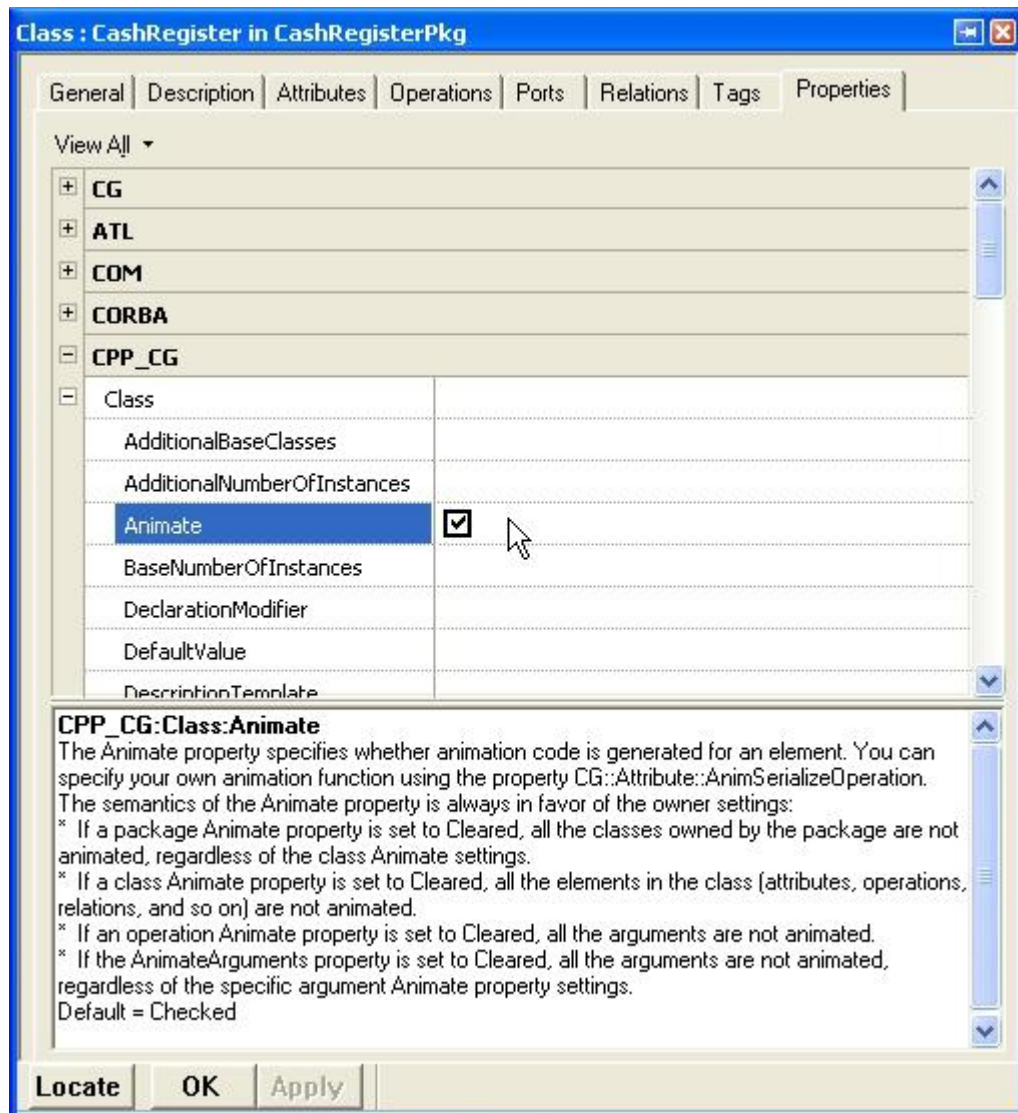 Class : CashRegister in CashRegisterPkg
General Description Attributes Operations Ports Relations Tags Properties
View All
CG
ATL
COM
CORBA
CPP_CG
Class
AdditionalBaseClasses
AdditionalNumberOfInstances
Animate
BaseNumberOfInstances
DeclarationModifier
DefaultValue
DescriptionTemplate
CPP_CG:Class:Animate
The Animate property specifies whether animation code is generated for an element. You can
specify your own animation function using the property CG::Attribute::AnimSerializeOperation.
The semantics of the Animate property is always in favor of the owner settings:
* If a package Animate property is set to Cleared, all the classes owned by the package are not
animated, regardless of the class Animate settings.
* If a class Animate property is set to Cleared, all the elements in the class (attributes, operations,
relations, and so on) are not animated.
* If an operation Animate property is set to Cleared, all the arguments are not animated.
* If the AnimateArguments property is set to Cleared, all the arguments are not animated,
regardless of the specific argument Animate property settings.
Default = Checked
Locate OK Apply